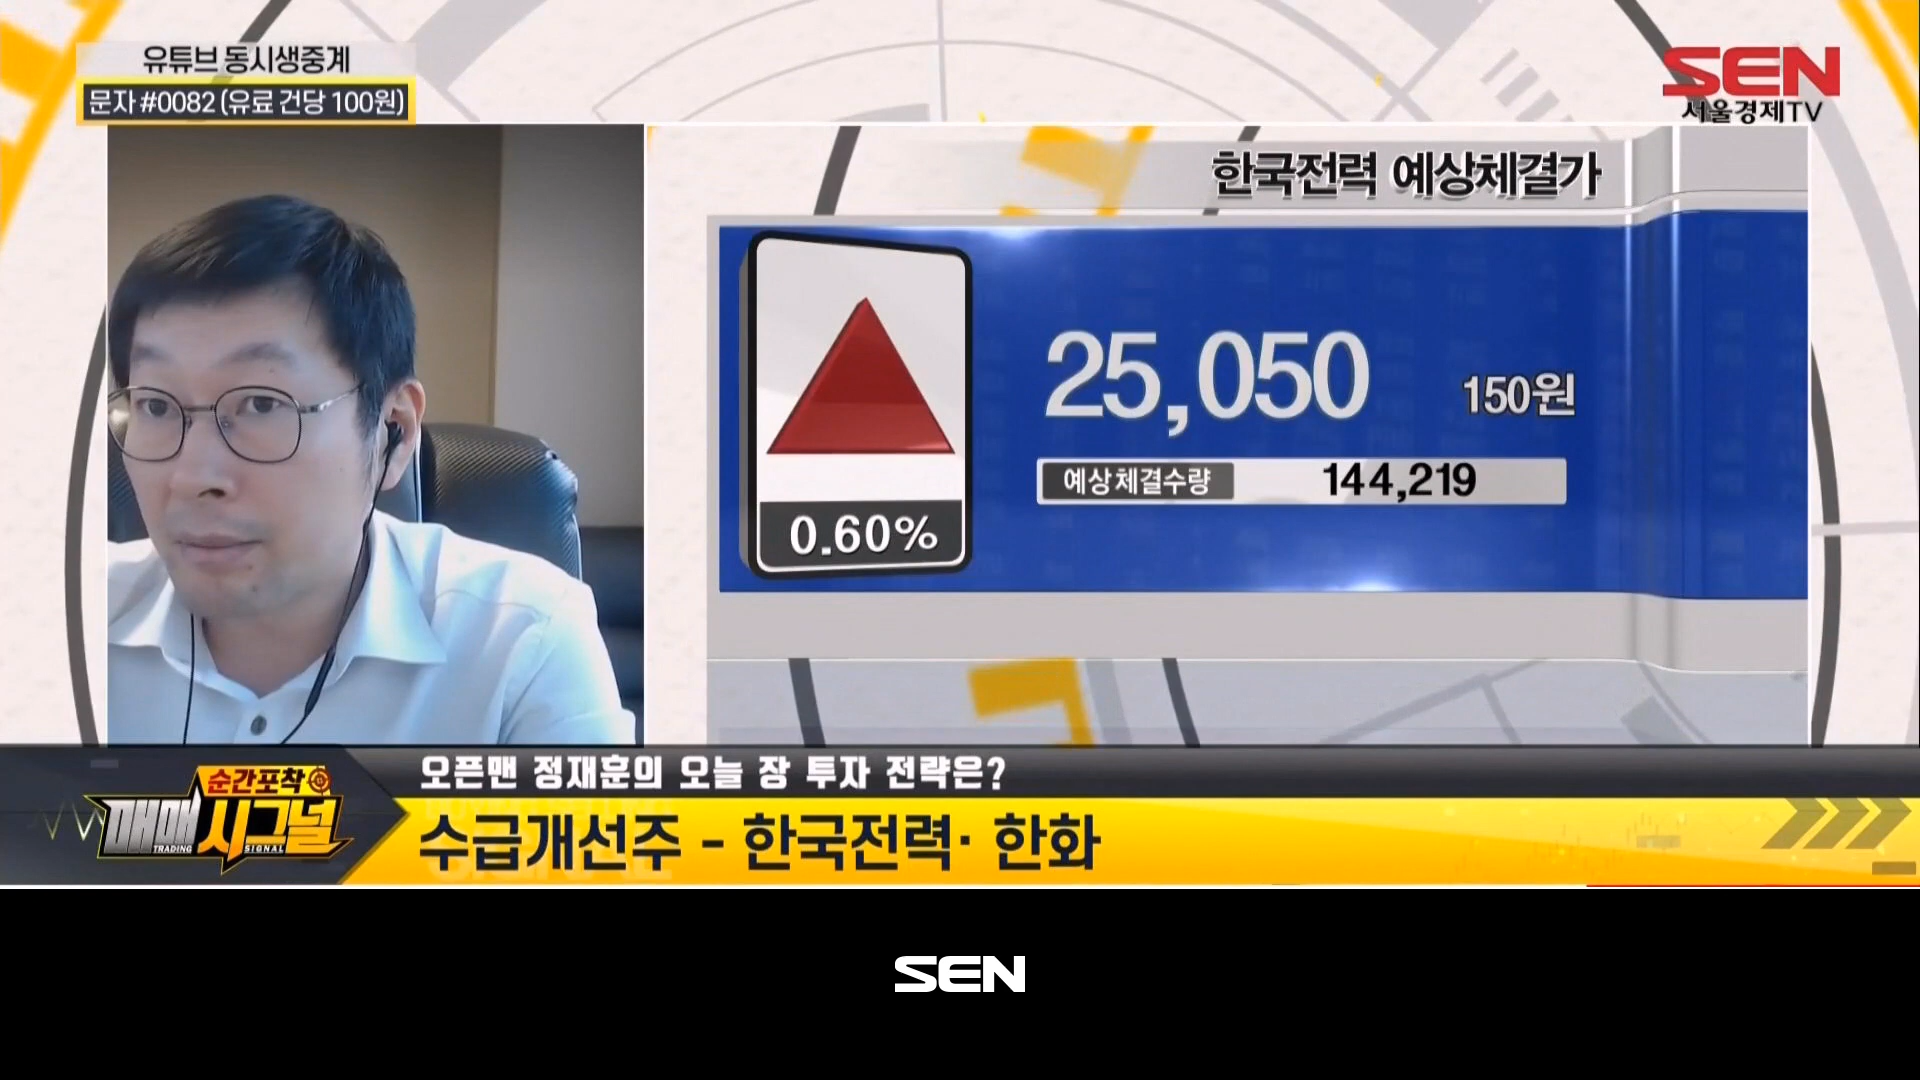 유튜브 동시생중계
문자 #0082 (유료 건당 100원)
SEN
서울경제TV
한국전력 예상체결가
25,050
150원
예상체결수량
144,219
0.60%
순간포착
매매시그널
TRADING
SIGNAL
오픈맨 정재훈의 오늘 장 투자 전략은?
수급개선주 - 한국전력· 한화
SEN